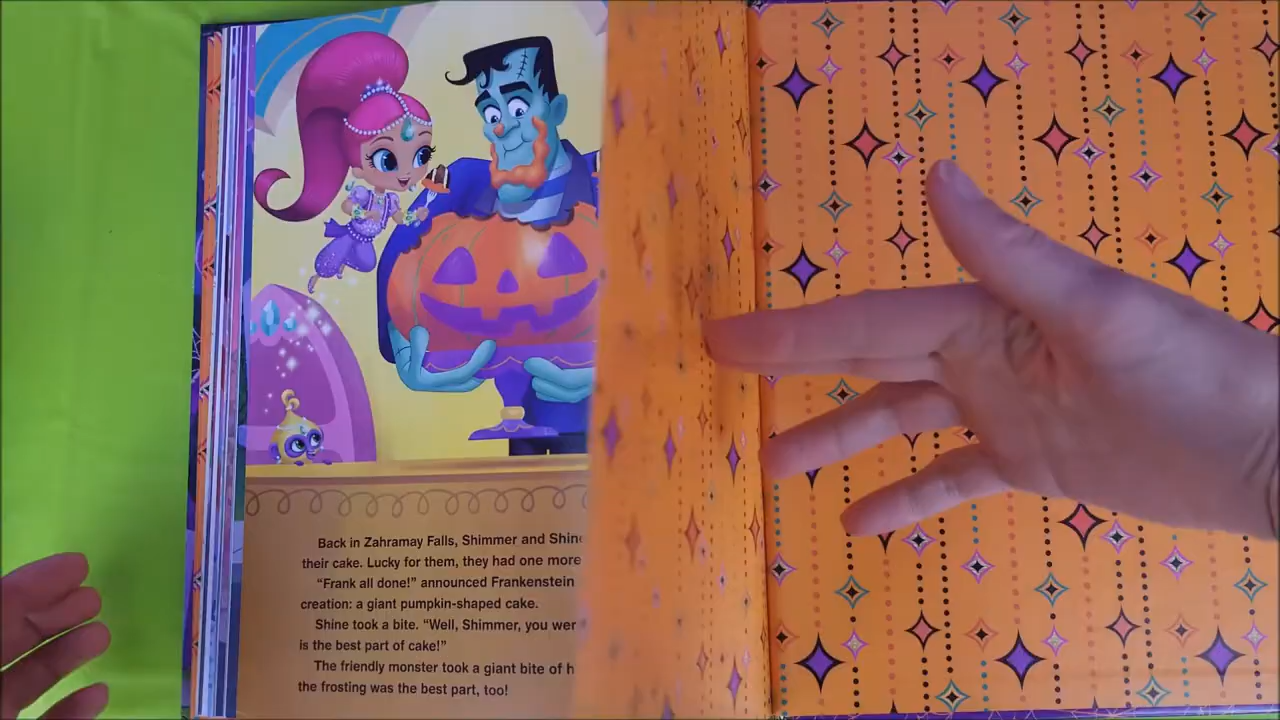 Back in Zahramay Falls, Shimmer and Shine
their cake. Lucky for them, they had one more
“Frank all done!” announced Frankenstein
creation: a giant pumpkin-shaped cake.
Shine took a bite. “Well, Shimmer, you wer
is the best part of cake!”
The friendly monster took a giant bite of h
the frosting was the best part, too!